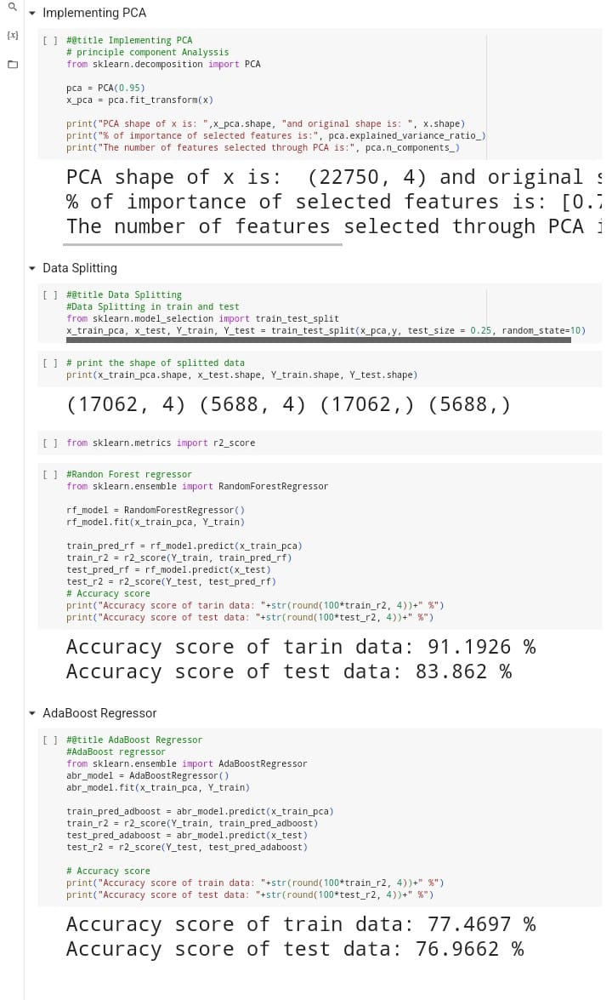 Implementing PCA
{x}
[ ] #@title Implementing PCA
# principle component Analyssis
from sklearn.decomposition import PCA
pca = PCA(0.95)
x_pca = pca.fit_transform(x)
print("PCA shape of x is: ",x_pca.shape, "and original shape is: ", x.shape)
print("% of importance of selected features is:", pca.explained_variance_ratio_)
print("The number of features selected through PCA is:", pca.n_components_)
PCA shape of x is:  (22750, 4) and original
% of importance of selected features is: [0.7
The number of features selected through PCA
Data Splitting
[ ] #@title Data Splitting
#Data Splitting in train and test
from sklearn.model_selection import train_test_split
x_train_pca, x_test, Y_train, Y_test = train_test_split(x_pca,y, test_size = 0.25, random_state=10)
[ ] # print the shape of splitted data
print(x_train_pca.shape, x_test.shape, Y_train.shape, Y_test.shape)
(17062, 4) (5688, 4) (17062,) (5688,)
[ ] from sklearn.metrics import r2_score
[ ] #Randon Forest regressor
from sklearn.ensemble import RandomForestRegressor
rf_model = RandomForestRegressor()
rf_model.fit(x_train_pca, Y_train)
train_pred_rf = rf_model.predict(x_train_pca)
train_r2 = r2_score(Y_train, train_pred_rf)
test_pred_rf = rf_model.predict(x_test)
test_r2 = r2_score(Y_test, test_pred_rf)
# Accuracy score
print("Accuracy score of tarin data: "+str(round(100*train_r2, 4))+" %")
print("Accuracy score of test data: "+str(round(100*test_r2, 4))+" %")
Accuracy score of tarin data: 91.1926 %
Accuracy score of test data: 83.862 %
AdaBoost Regressor
[ ] #@title AdaBoost Regressor
#AdaBoost regressor
from sklearn.ensemble import AdaBoostRegressor
abr_model = AdaBoostRegressor()
abr_model.fit(x_train_pca, Y_train)
train_pred_adboost = abr_model.predict(x_train_pca)
train_r2 = r2_score(Y_train, train_pred_adboost)
test_pred_adaboost = abr_model.predict(x_test)
test_r2 = r2_score(Y_test, test_pred_adaboost)
# Accuracy score
print("Accuracy score of train data: "+str(round(100*train_r2, 4))+" %")
print("Accuracy score of test data: "+str(round(100*test_r2, 4))+" %")
Accuracy score of train data: 77.4697 %
Accuracy score of test data: 76.9662 %